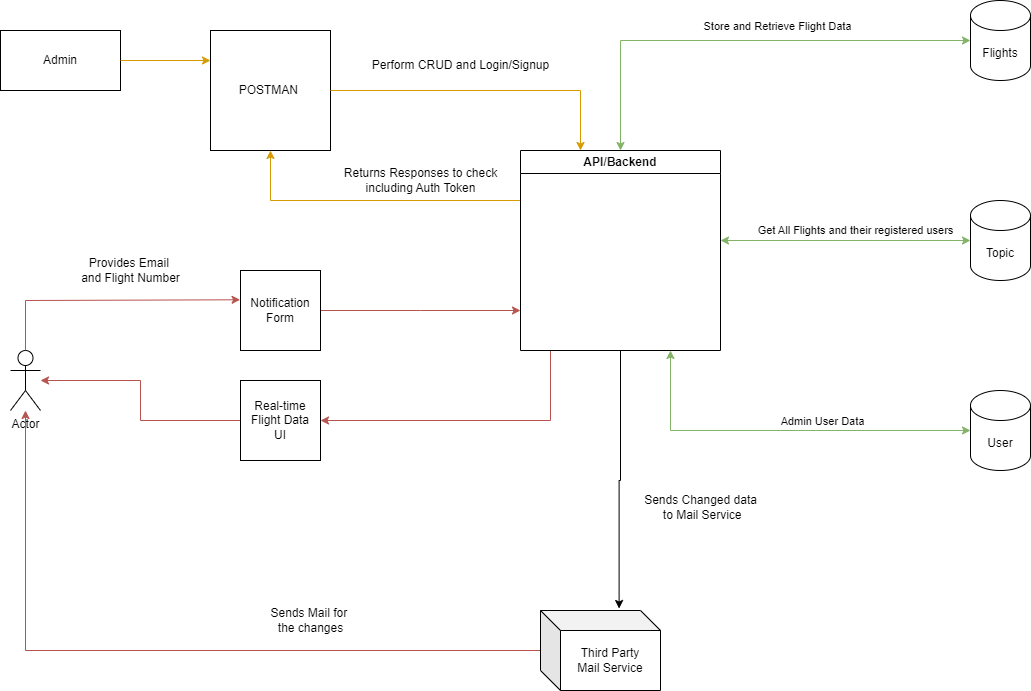 Store and Retrieve Flight Data
Flights
Admin
POSTMAN
Perform CRUD and Login/Signup
API/Backend
Returns Responses to check
including Auth Token
Get All Flights and their registered users
Topic
Provides Email
and Flight Number
Notification
Form
Actor
Real-time
Flight Data
UI
Admin User Data
User
Sends Changed data
to Mail Service
Sends Mail for
the changes
Third Party
Mail Service